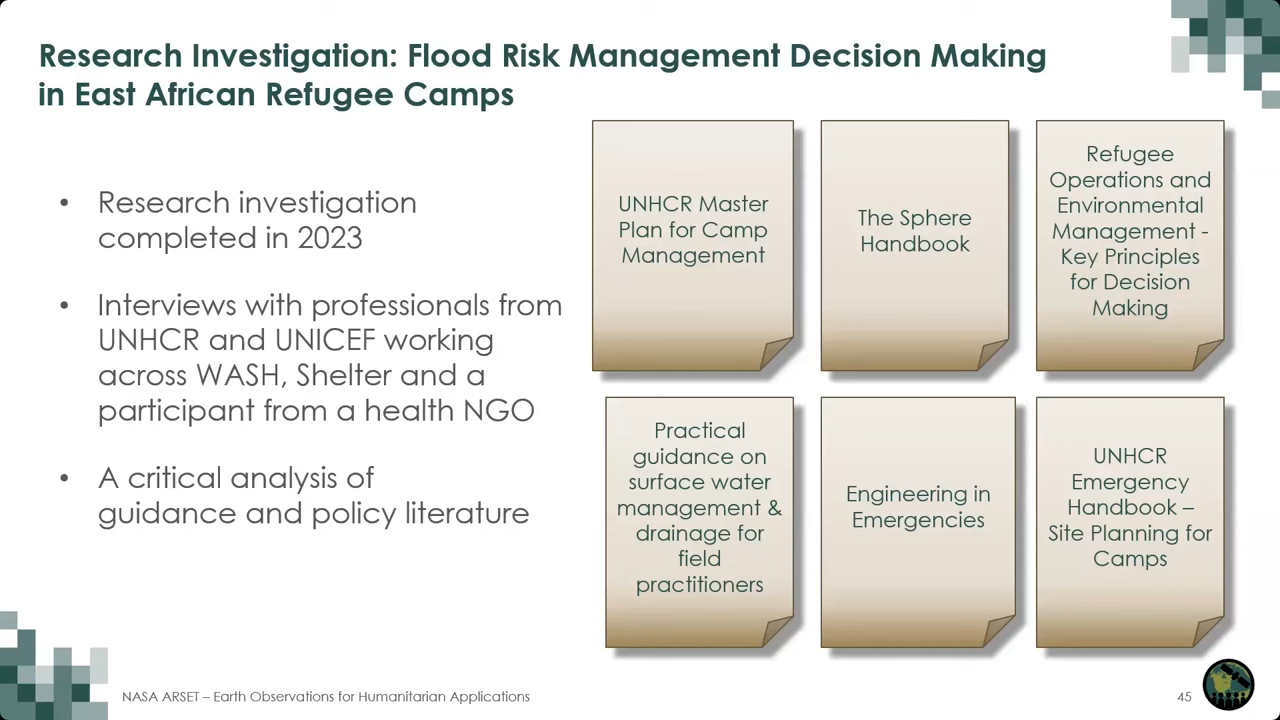 Research Investigation: Flood Risk Management Decision Making
in East African Refugee Camps
• Research investigation
completed in 2023
• Interviews with professionals from
UNHCR and UNICEF working
across WASH, Shelter and a
participant from a health NGO
• A critical analysis of
guidance and policy literature
UNHCR Master
Plan for Camp
Management
The Sphere
Handbook
Refugee
Operations and
Environmental
Management -
Key Principles
for Decision
Making
Practical
guidance on
surface water
management &
drainage for
field
practitioners
Engineering in
Emergencies
UNHCR
Emergency
Handbook –
Site Planning for
Camps
NASA ARSET – Earth Observations for Humanitarian Applications
45